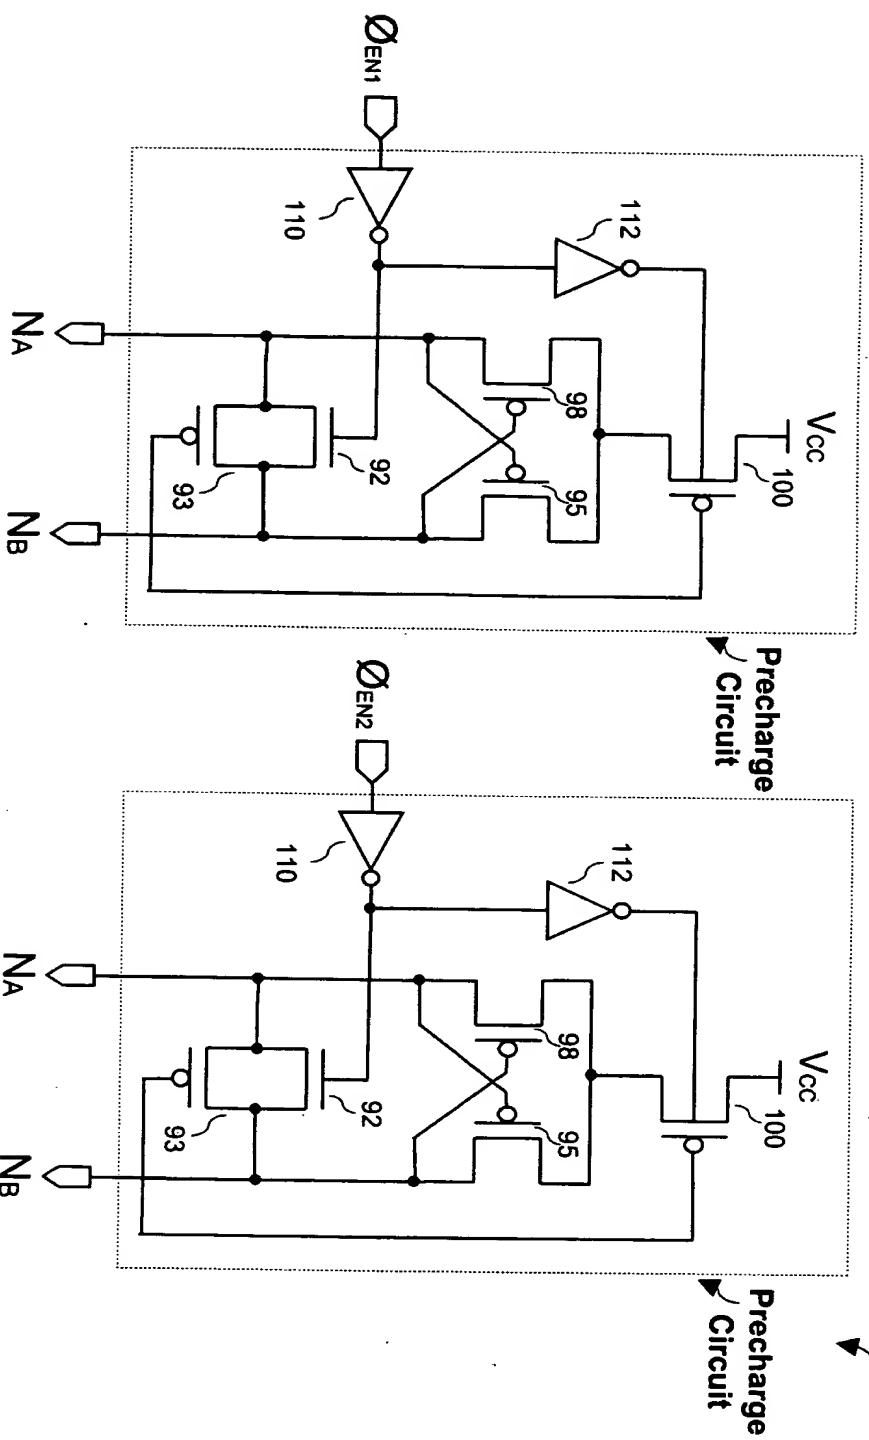 ØEN1
110
112
NA
NB
98
95
92
93
VCC
100
Precharge
Circuit
ØEN2
110
112
NA
NB
98
95
92
93
VCC
100
Precharge
Circuit